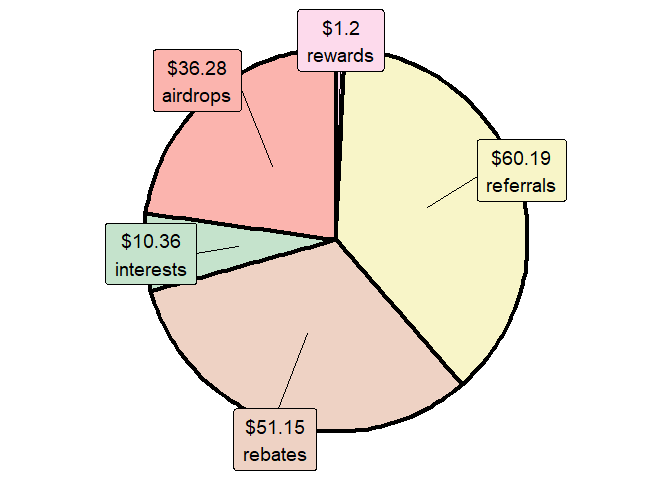 $1.2
rewards
$36.28
airdrops
$60.19
referrals
$10.36
interests
$51.15
rebates